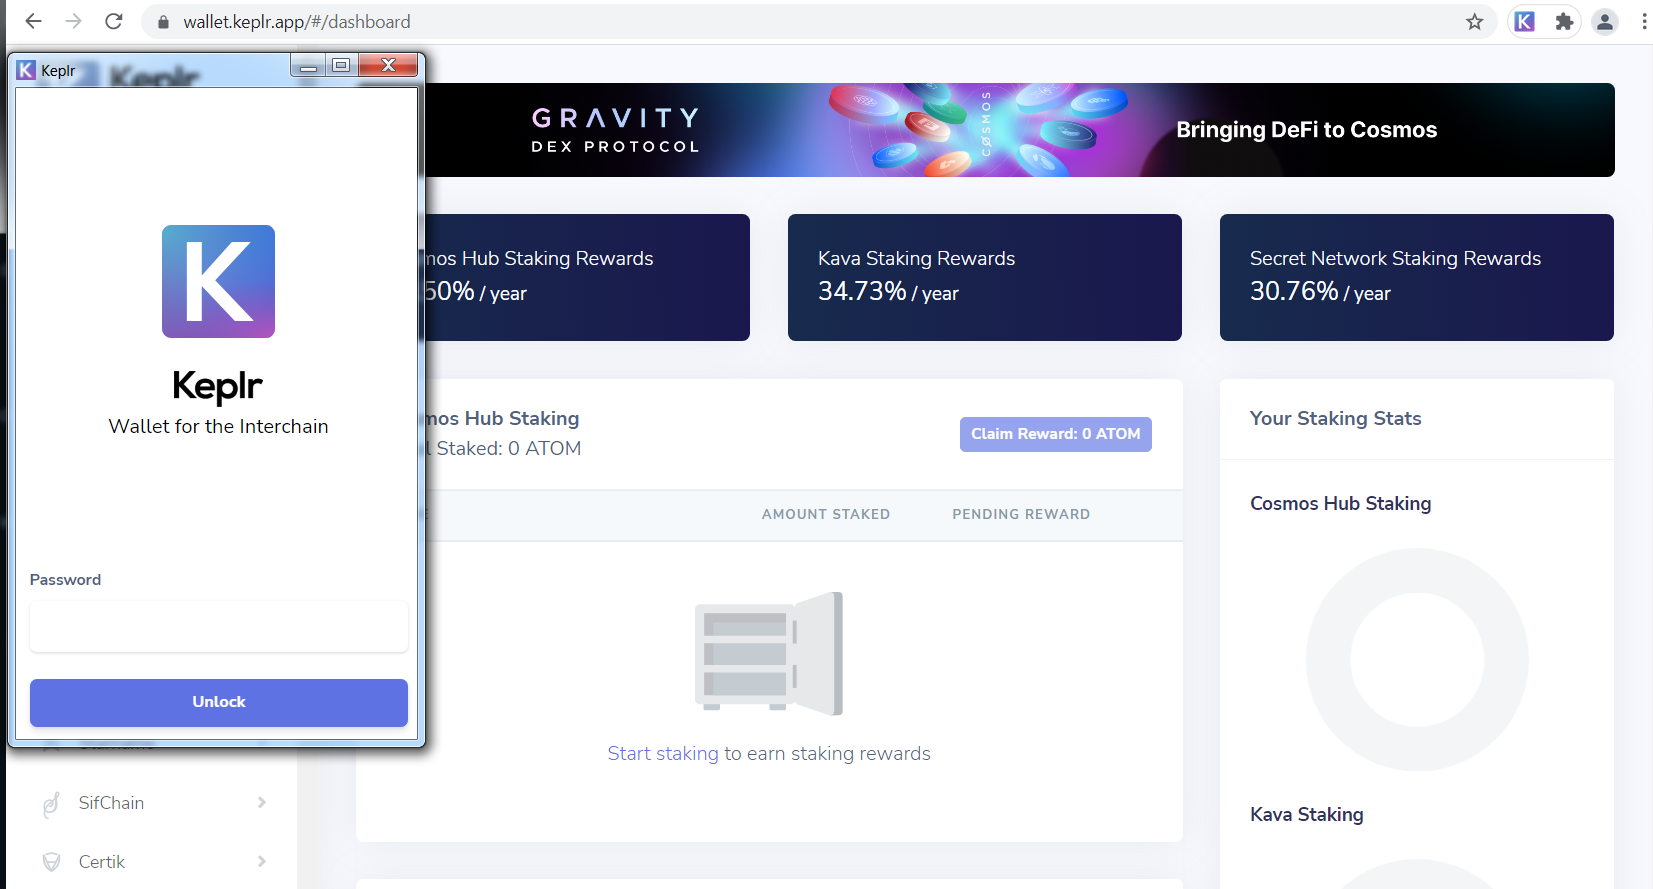 wallet.keplr.app/#/dashboard
Keplr
K
Keplr
Wallet for the Interchain
Password
Unlock
SifChain
Certik
GRAVITY
DEX PROTOCOL
COSMOS
Bringing DeFi to Cosmos
Hub Staking Rewards
50% / year
Kava Staking Rewards
34.73% / year
Secret Network Staking Rewards
30.76% / year
Hub Staking
Staked: 0 ATOM
Claim Reward: 0 ATOM
AMOUNT STAKED
PENDING REWARD
Start staking to earn staking rewards
Your Staking Stats
Cosmos Hub Staking
Kava Staking